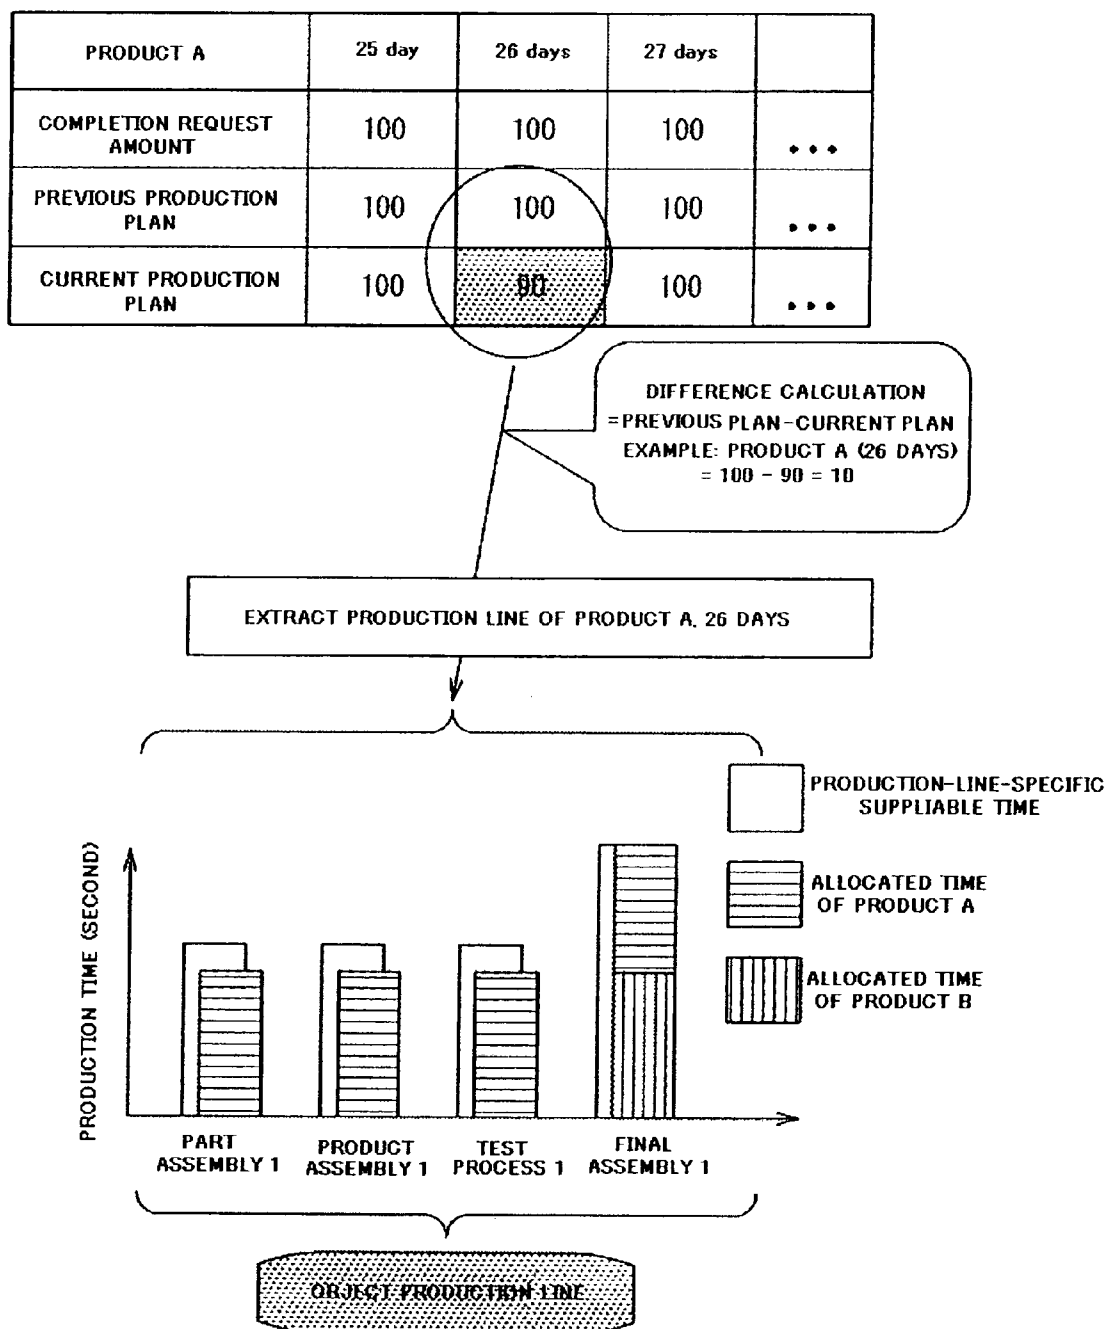 PRODUCT A 25 day 26 days 27 days
COMPLETION REQUEST
AMOUNT
100 100 100 ...
PREVIOUS PRODUCTION
PLAN
100 100 100 ...
CURRENT PRODUCTION
PLAN
100 90 100 ...
DIFFERENCE CALCULATION
=PREVIOUS PLAN-CURRENT PLAN
EXAMPLE: PRODUCT A (26 DAYS)
= 100 - 90 = 10
EXTRACT PRODUCTION LINE OF PRODUCT A, 26 DAYS
PRODUCTION-LINE-SPECIFIC
SUPPLIABLE TIME
ALLOCATED TIME
OF PRODUCT A
ALLOCATED TIME
OF PRODUCT B
PRODUCTION TIME (SECOND)
PART
ASSEMBLY 1
PRODUCT
ASSEMBLY 1
TEST
PROCESS 1
FINAL
ASSEMBLY 1
OBJECT PRODUCTION LINE